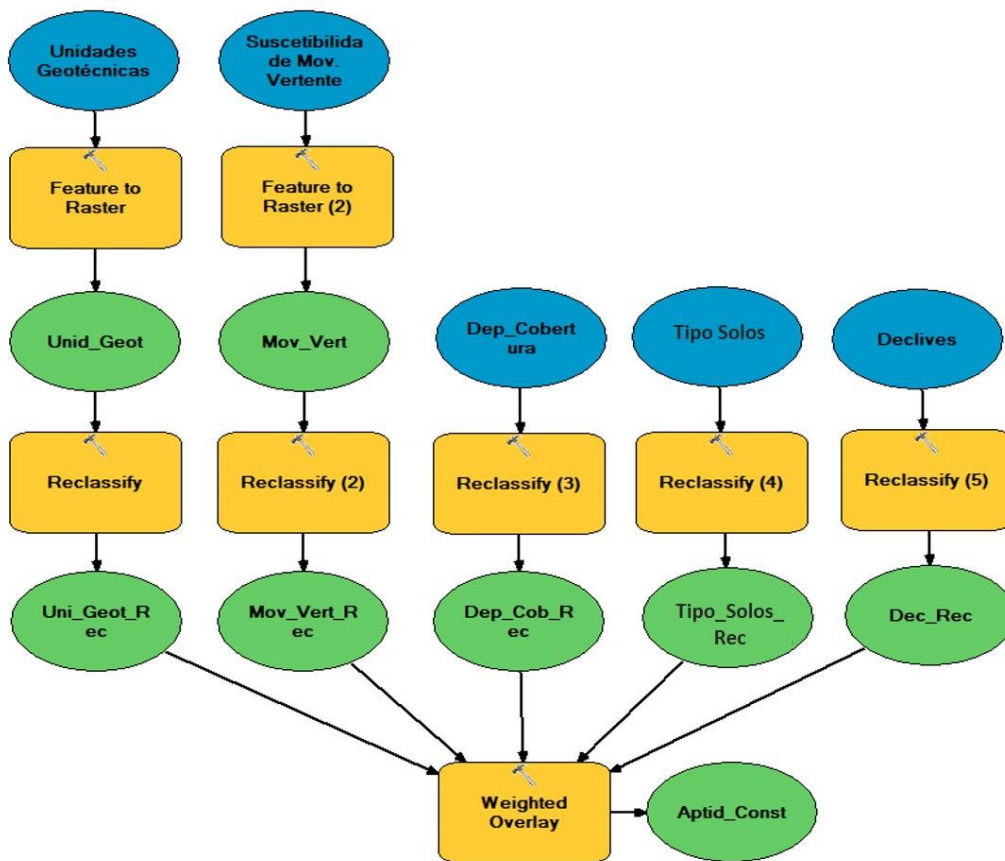 Unidades
Geotécnicas
Suscetibilida
de Mov.
Vertente
Feature to
Raster
Feature to
Raster (2)
Unid_Geot
Mov_Vert
Dep_Cobert
ura
Tipo Solos
Declives
Reclassify
Reclassify (2)
Reclassify (3)
Reclassify (4)
Reclassify (5)
Uni_Geot_R
ec
Mov_Vert_R
ec
Dep_Cob_R
ec
Tipo_Solos_
Rec
Dec_Rec
Weighted
Overlay
Aptid_Const